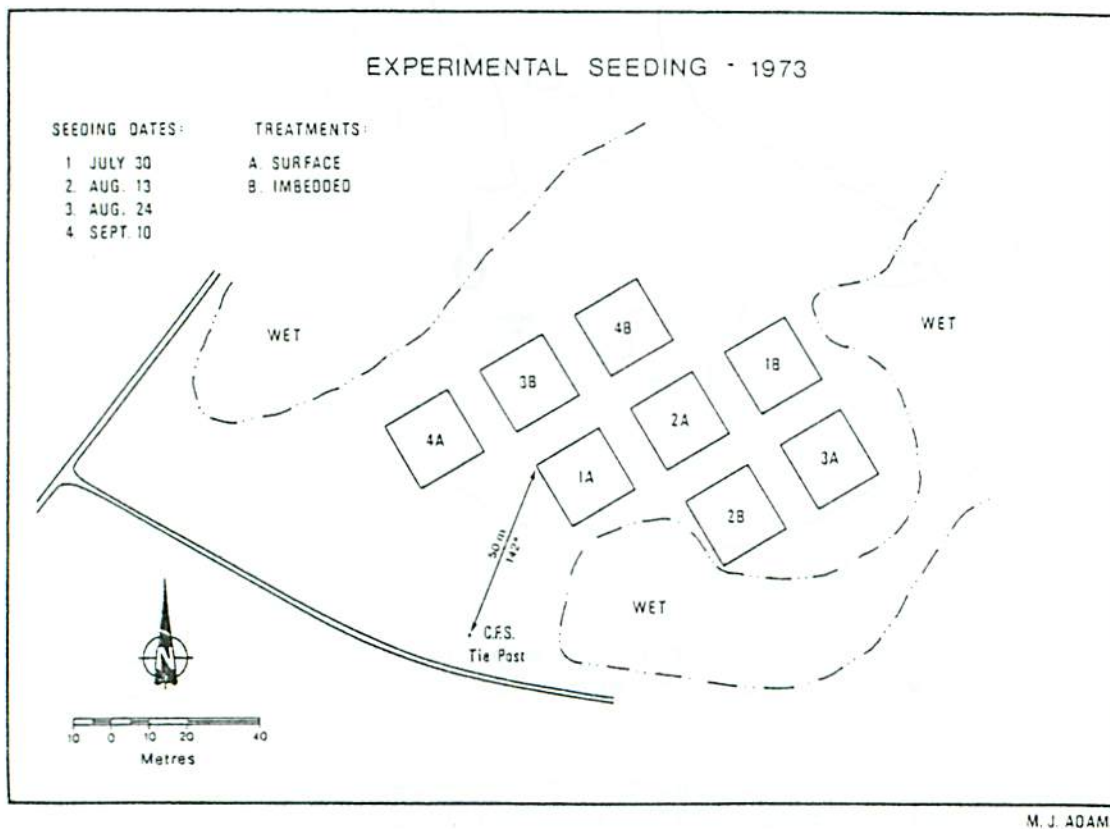 EXPERIMENTAL SEEDING - 1973
SEEDING DATES:
1 JULY 30
2. AUG. 13
3. AUG. 24
4. SEPT. 10
TREATMENTS:
A. SURFACE
B. IMBEDDED
WET
WET
4B
3B
1B
4A
2A
1A
3A
2B
50 m
142°
WET
C.F.S.
Tie Post
N
10 0 10 20 40
Metres
M. J. ADAM